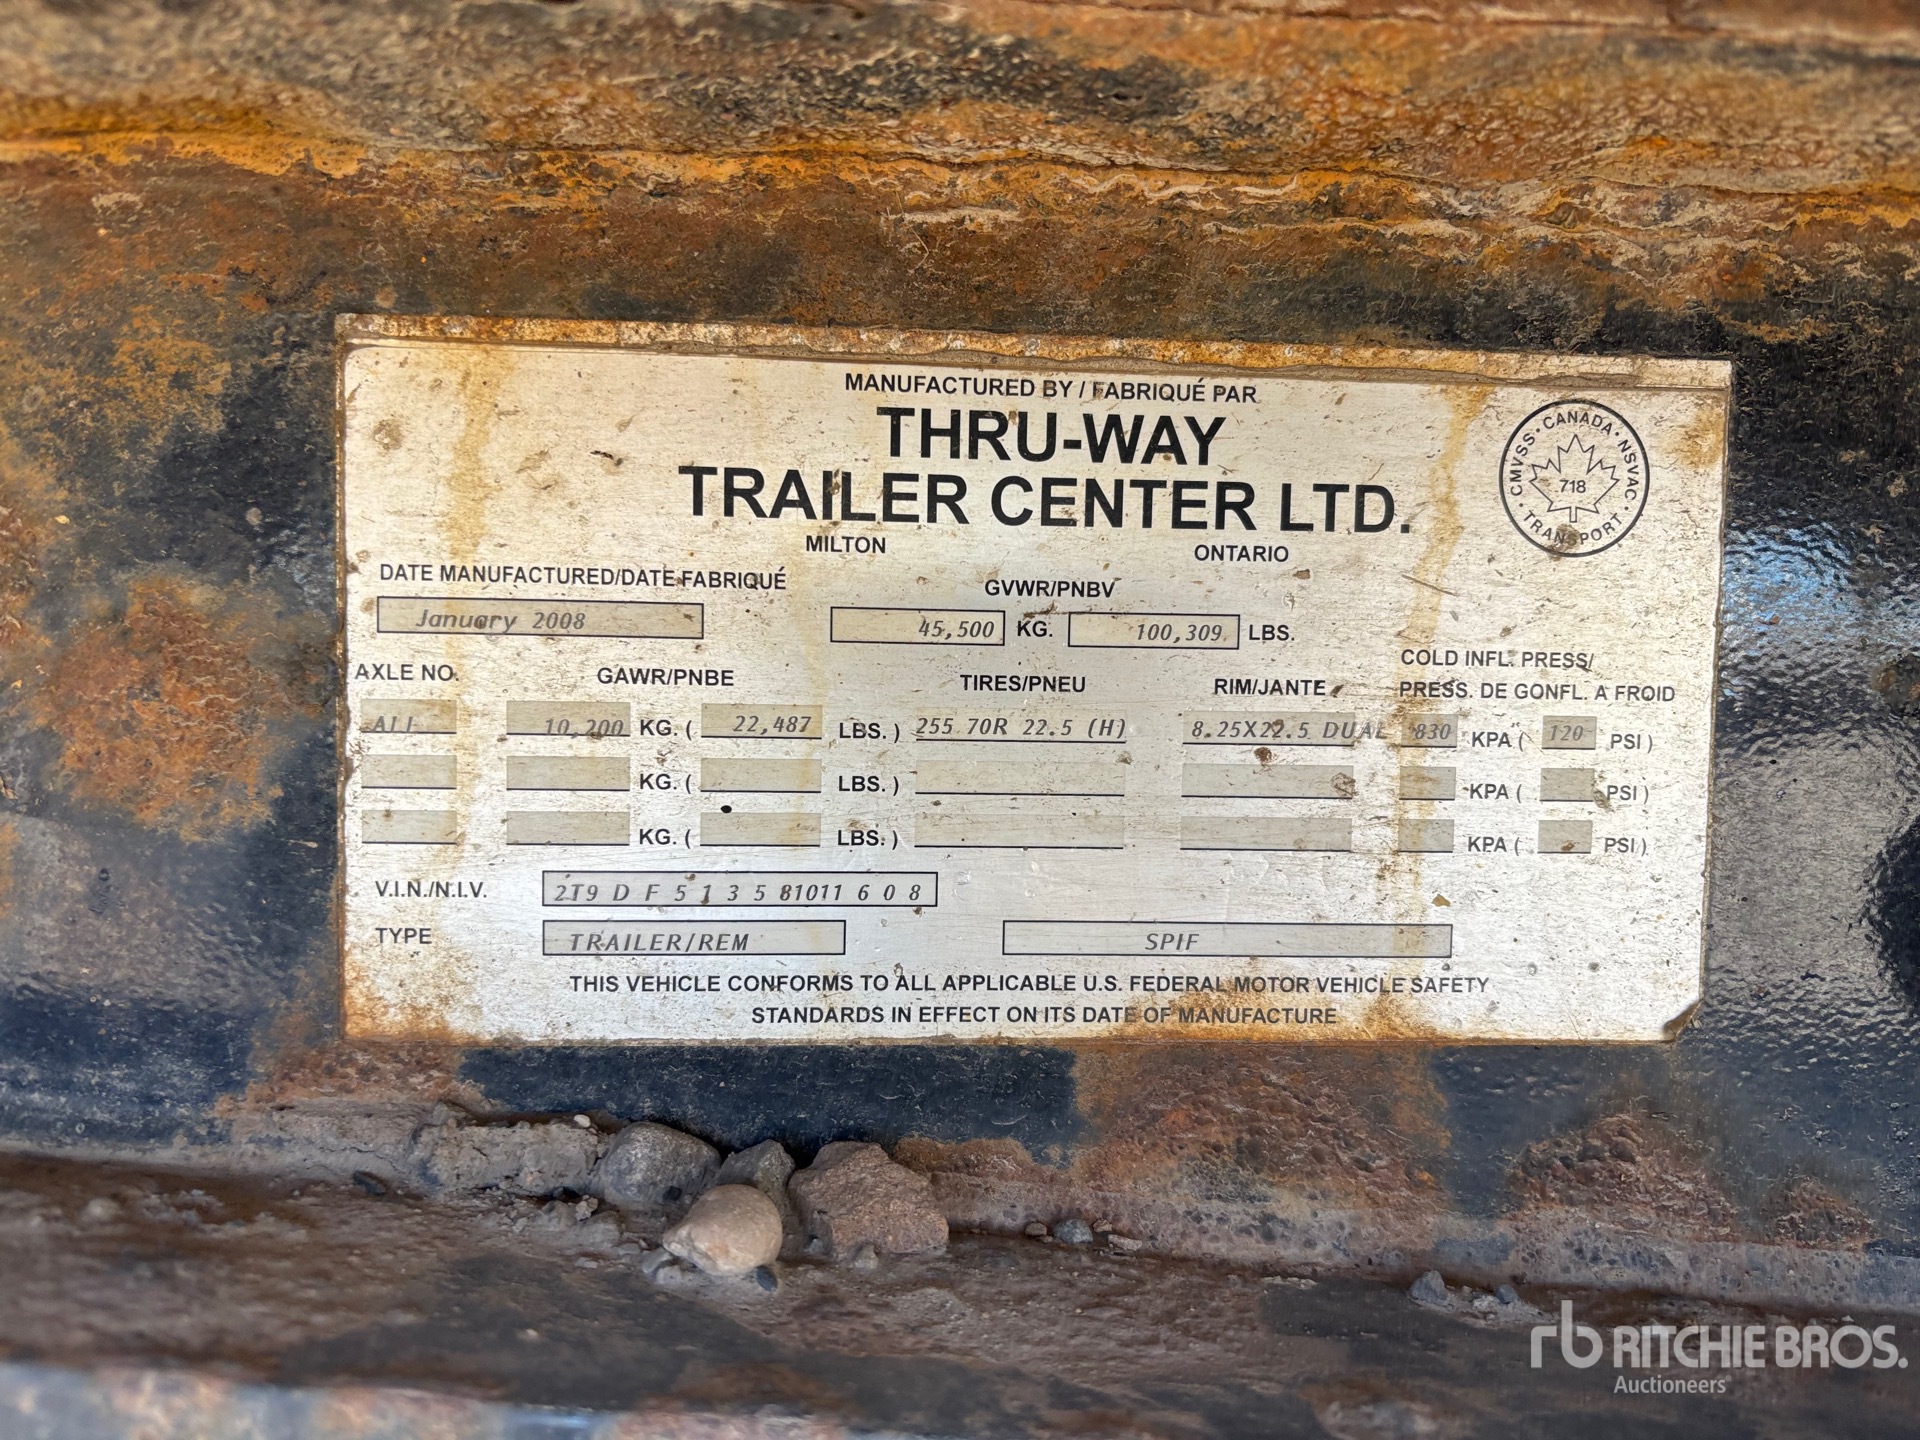 MANUFACTURED BY / FABRIQUÉ PAR
THRU-WAY
TRAILER CENTER LTD.
MILTON ONTARIO
CMVSS • CANADA • NSVAC • TRANSPORT •
718
DATE MANUFACTURED/DATE FABRIQUÉ GVWR/PNBV
January 2008 45,500 KG. 100,309 LBS.
AXLE NO. GAWR/PNBE TIRES/PNEU RIM/JANTE COLD INFL. PRESS/
PRESS. DE GONFL. A FROID
ALL 10,200 KG. ( 22,487 LBS. ) 255 70R 22.5 (H) 8.25X22.5 DUAL 830 KPA ( 120 PSI )
KG. ( LBS. ) KPA ( PSI )
KG. ( LBS. ) KPA ( PSI )
V.I.N./N.I.V. 2T9 D F 5 1 3 5 81011 6 0 8
TYPE TRAILER/REM SPIF
THIS VEHICLE CONFORMS TO ALL APPLICABLE U.S. FEDERAL MOTOR VEHICLE SAFETY
STANDARDS IN EFFECT ON ITS DATE OF MANUFACTURE
rb RITCHIE BROS.
Auctioneers